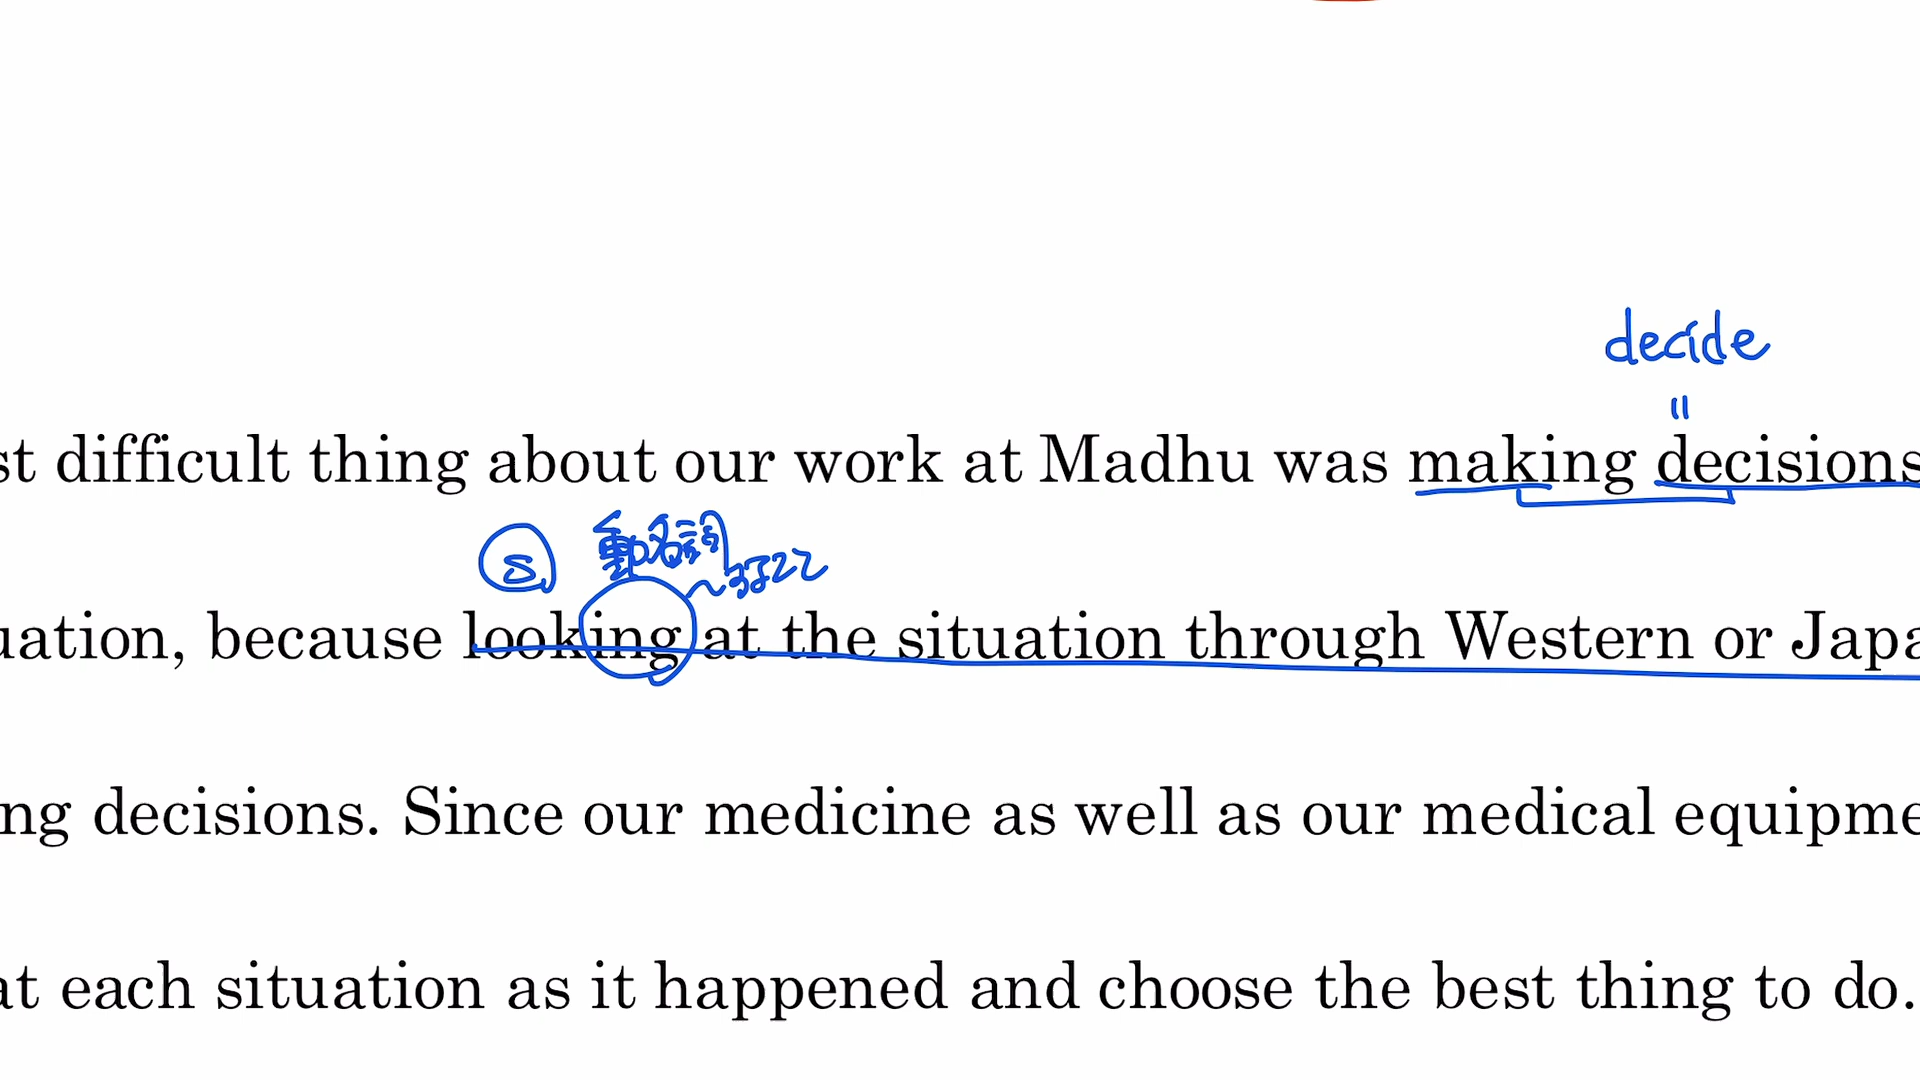 decide
=
st difficult thing about our work at Madhu was making decisions
S 動名詞
~すること
uation, because looking at the situation through Western or Japa
ng decisions. Since our medicine as well as our medical equipme
at each situation as it happened and choose the best thing to do.